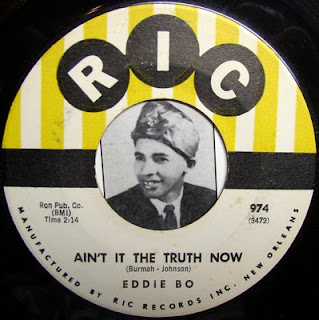 RIC
Ron Pub. Co.
(BMI)
Time 2:14
974
(3472)
AIN'T IT THE TRUTH NOW
(Burmah - Johnson)
EDDIE BO
MANUFACTURED BY RIC RECORDS INC. NEW ORLEANS